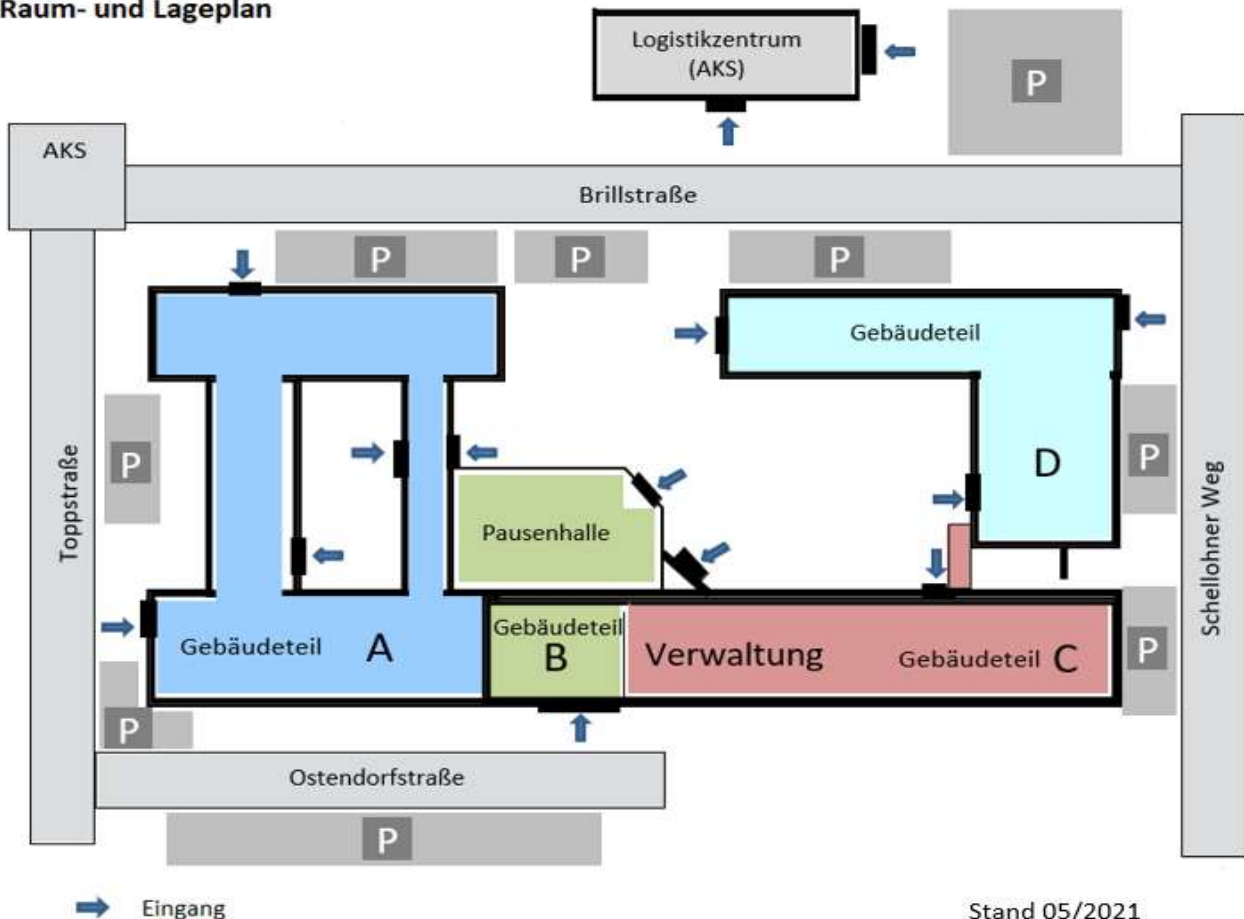 Raum- und Lageplan
Logistikzentrum
(AKS)
P
AKS
Brillstraße
P
P
P
Gebäudeteil
P
Toppstraße
D
P
Schellohner Weg
Pausenhalle
Gebäudeteil A
Gebäudeteil
B
Verwaltung
Gebäudeteil C
P
P
Ostendorfstraße
P
Eingang
Stand 05/2021